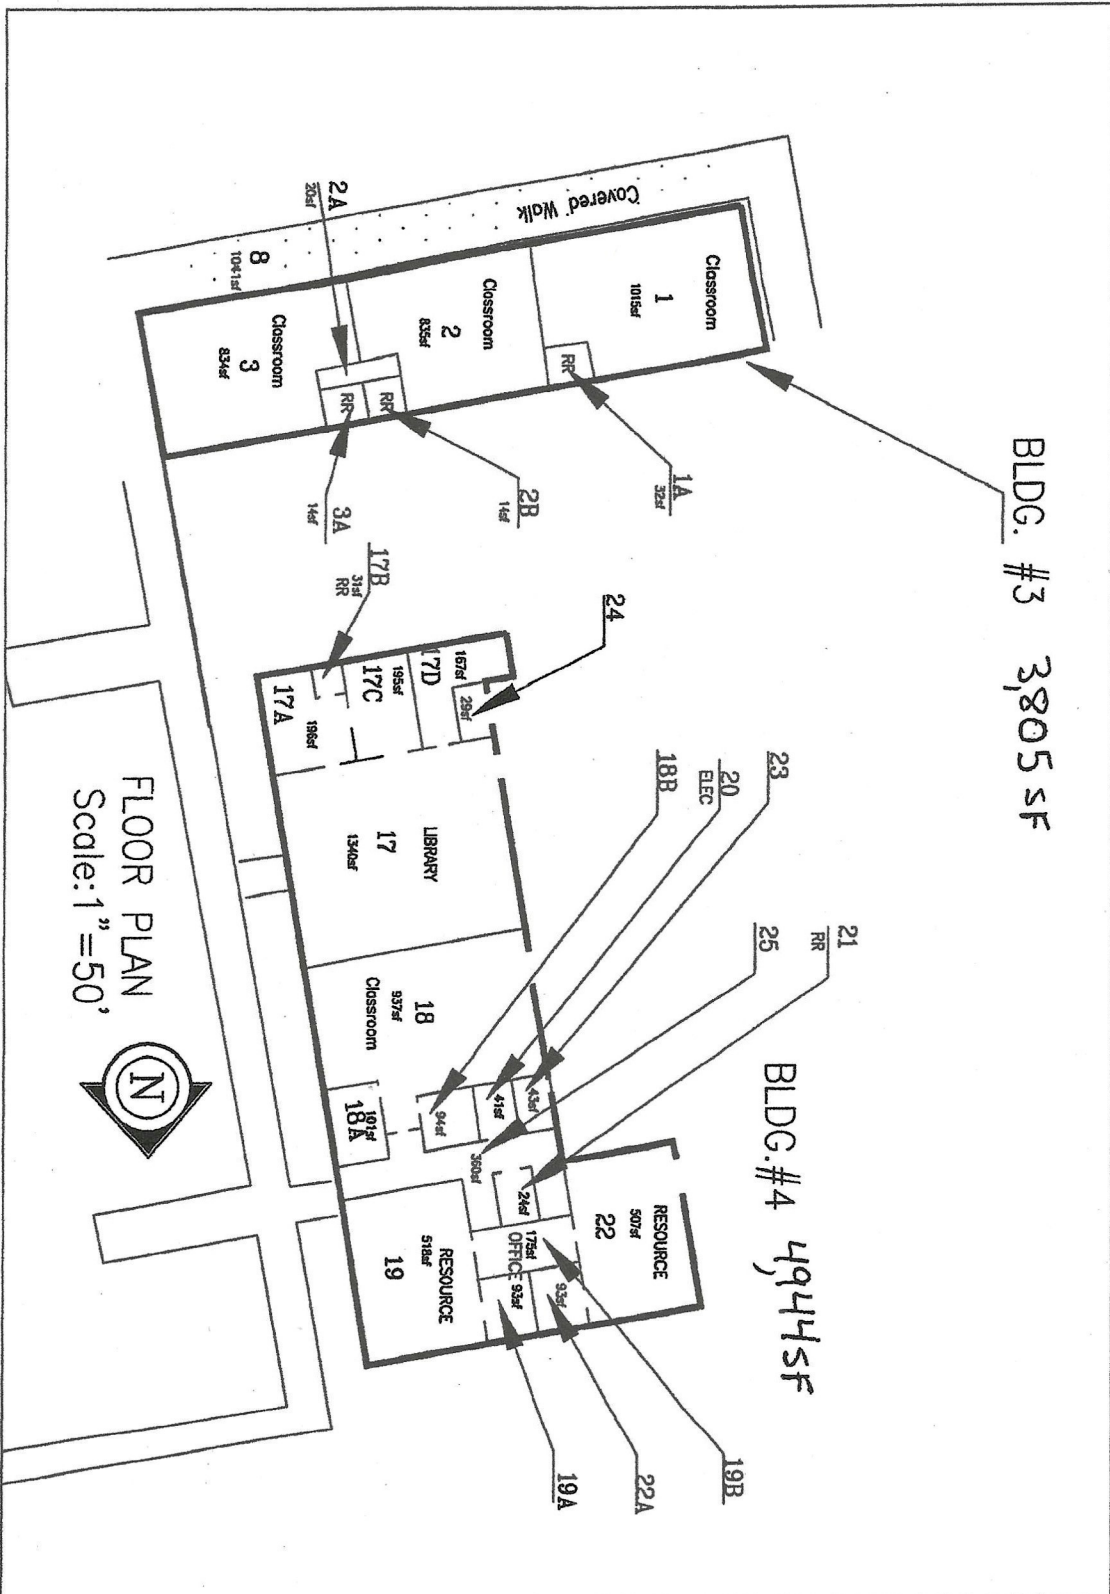 BLDG. #3 3,805 SF
BLDG.#4 4,944SF
Covered Walk
Classroom
1
1015sf
RR
1A
32sf
Classroom
2
835sf
2A
20sf
8
1041sf
RR
2B
14sf
RR
3A
14sf
Classroom
3
834sf
24
17B
31sf
RR
167sf
17D
29sf
195sf
17C
17A
196sf
LIBRARY
17
1340sf
23
20
ELEC
18B
21
RR
25
18
937sf
Classroom
43sf
41sf
94sf
101sf
18A
360sf
24sf
RESOURCE
507sf
22
175sf
OFFICE
93sf
93sf
RESOURCE
518sf
19
19B
22A
19A
FLOOR PLAN
Scale:1"=50'
N